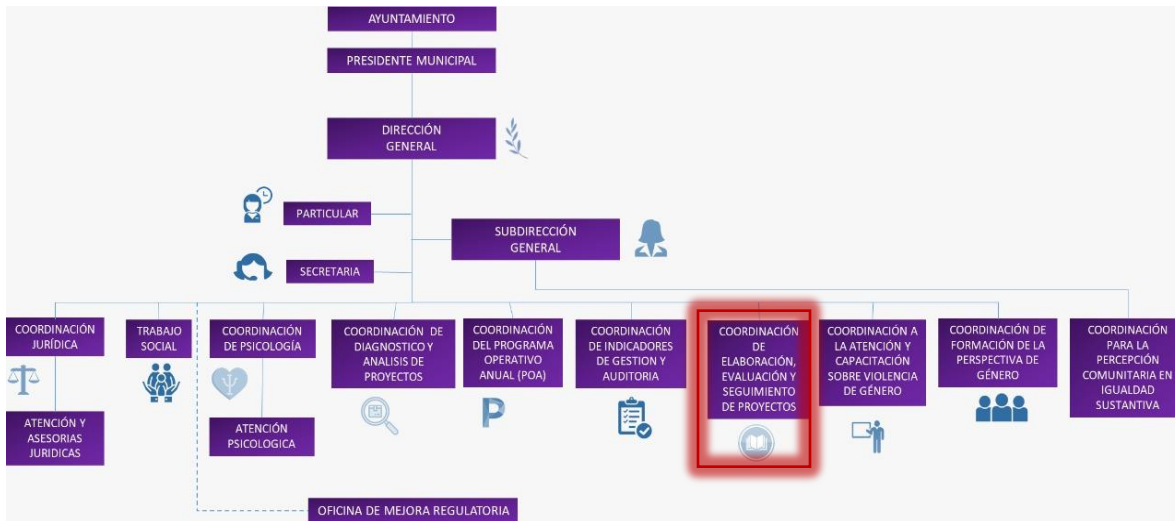 AYUNTAMIENTO
PRESIDENTE MUNICIPAL
DIRECCIÓN
GENERAL
PARTICULAR
SUBDIRECCIÓN
GENERAL
SECRETARIA
COORDINACIÓN
JURÍDICA
TRABAJO
SOCIAL
COORDINACIÓN
DE PSICOLOGÍA
COORDINACIÓN DE
DIAGNOSTICO Y
ANALISIS DE
PROYECTOS
COORDINACIÓN
DEL PROGRAMA
OPERATIVO
ANUAL (POA)
COORDINACIÓN
DE INDICADORES
DE GESTION Y
AUDITORIA
COORDINACIÓN
DE
ELABORACIÓN,
EVALUACIÓN Y
SEGUIMIENTO
DE PROYECTOS
COORDINACIÓN A
LA ATENCIÓN Y
CAPACITACIÓN
SOBRE VIOLENCIA
DE GÉNERO
COORDINACIÓN DE
FORMACIÓN DE LA
PERSPECTIVA DE
GÉNERO
COORDINACIÓN
PARA LA
PERCEPCIÓN
COMUNITARIA EN
IGUALDAD
SUSTANTIVA
P
ATENCIÓN Y
ASESORIAS
JURIDICAS
ATENCIÓN
PSICOLOGICA
OFICINA DE MEJORA REGULATORIA